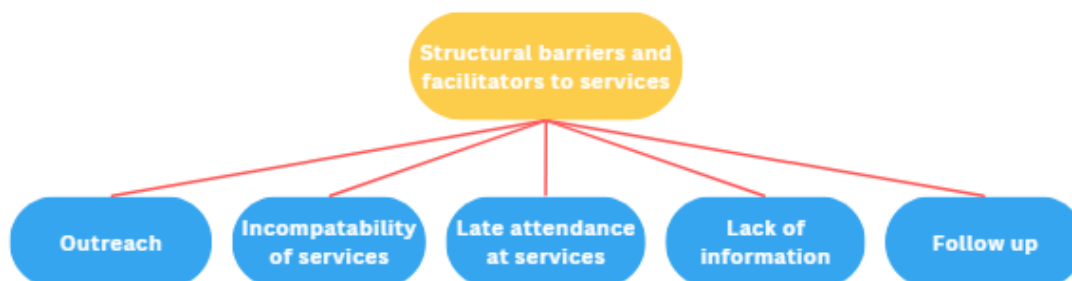 Structural barriers and
facilitators to services
Outreach
Incompatability
of services
Late attendance
at services
Lack of
information
Follow up